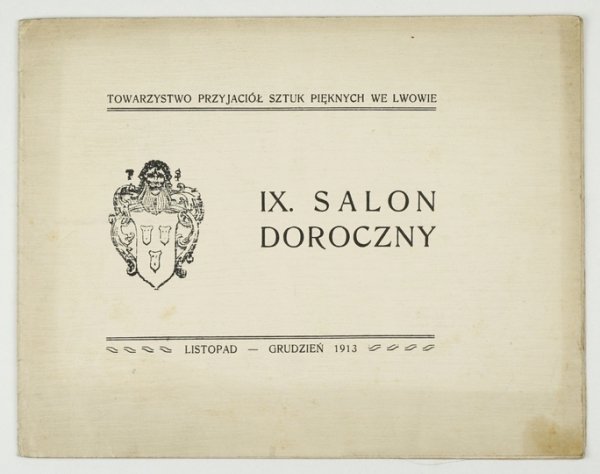 TOWARZYSTWO PRZYJACIÓŁ SZTUK PIĘKNYCH WE LWOWIE
IX. SALON
DOROCZNY
LISTOPAD — GRUDZIEŃ 1913